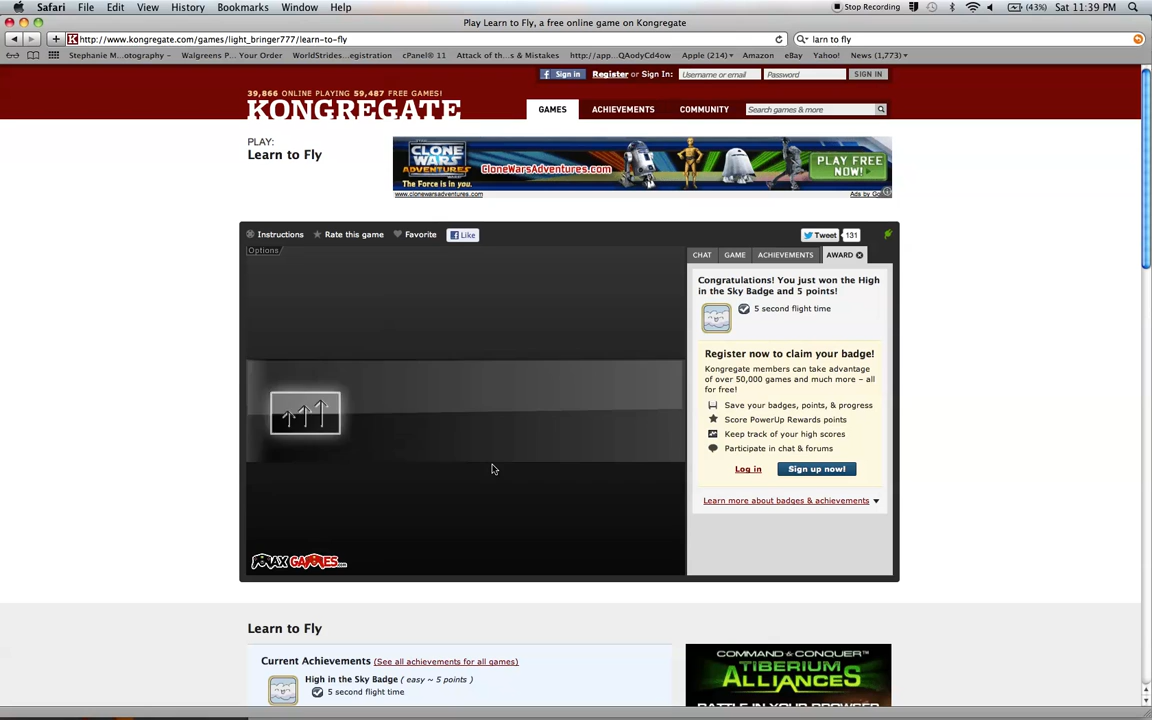 Safari File Edit View History Bookmarks Window Help Stop Recording (43%) Sat 11:39 PM
Play Learn to Fly, a free online game on Kongregate
http://www.kongregate.com/games/light_bringer777/learn-to-fly larn to fly
Stephanie M...otography Walgreens P... Your Order WorldStrides...egistration cPanel® 11 Attack of th...s & Mistakes http://app...QAodyCd4ow Apple (214) Amazon eBay Yahoo! News (1,773)
Sign in Register or Sign In: Username or email Password SIGN IN
39,866 ONLINE PLAYING 59,487 FREE GAMES!
KONGREGATE GAMES ACHIEVEMENTS COMMUNITY Search games & more
PLAY:
Learn to Fly
CLONE WARS ADVENTURES CloneWarsAdventures.com PLAY FREE NOW!
The Force is in you.
www.clonewarsadventures.com
Instructions Rate this game Favorite Like Tweet 131
Options CHAT GAME ACHIEVEMENTS AWARD
Congratulations! You just won the High
in the Sky Badge and 5 points!
5 second flight time
Register now to claim your badge!
Kongregate members can take advantage
of over 50,000 games and much more – all
for free!
Save your badges, points, & progress
Score PowerUp Rewards points
Keep track of your high scores
Participate in chat & forums
Log in Sign up now!
Learn more about badges & achievements
MAX GAMES.com
Learn to Fly
Current Achievements (See all achievements for all games)
High in the Sky Badge ( easy ~ 5 points )
5 second flight time
COMMAND & CONQUER™
TIBERIUM
ALLIANCES
BATTLE IN YOUR BROWSER